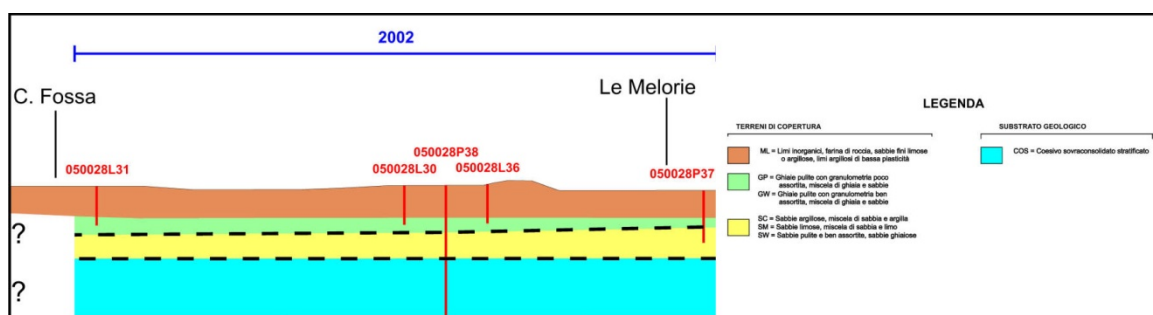 2002
C. Fossa
Le Melorie
050028L31
050028L30
050028P38
050028L36
050028P37
?
?
LEGENDA
TERRENI DI COPERTURA
ML = Limi inorganici, farina di roccia, sabbie fini limose
o argillose, limi argillosi di bassa plasticità
GP = Ghiaie pulite con granulometria poco
assortita, miscela di ghiaia e sabbie
GW = Ghiaie pulite con granulometria ben
assortita, miscela di ghiaia e sabbie
SC = Sabbie argillose, miscela di sabbia e argilla
SM = Sabbie limose, miscela di sabbia e limo
SW = Sabbie pulite e ben assortite, sabbie ghiaiose
SUBSTRATO GEOLOGICO
COS = Coesivo sovraconsolidato stratificato